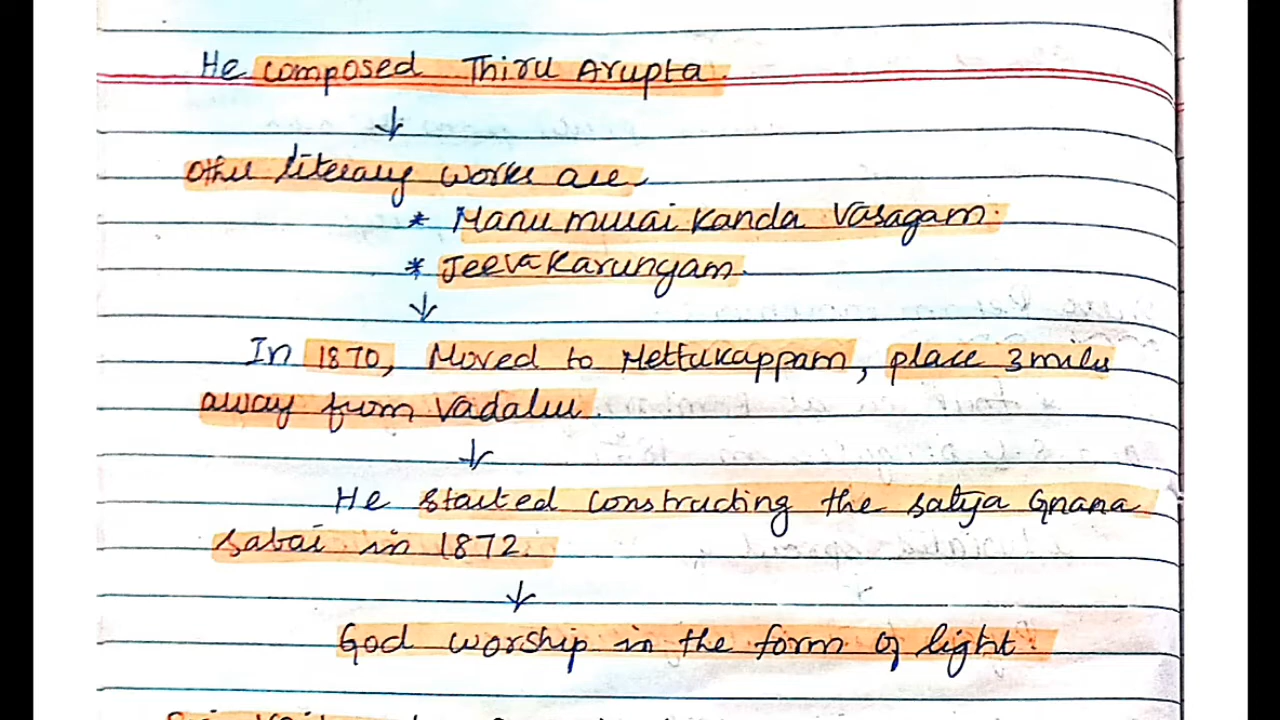 He composed Thiru Arupta.
↓
other literary works are
* Manu murai kanda Vasagam.
* Jeeva Karunyam.
↓
In 1870, Moved to Mettukappam, place 3 miles
away from Vadalur.
↓
He started constructing the satya Gnana
sabai in 1872.
↓
God worship in the form of light.